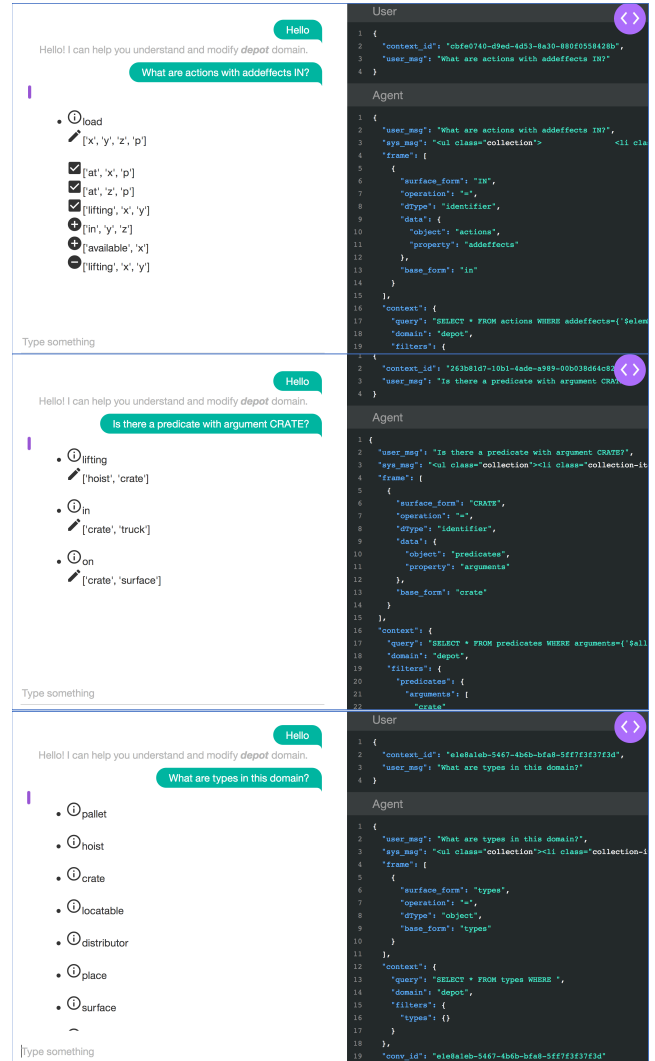 Hello
Hello! I can help you understand and modify depot domain.
What are actions with addeffects IN?
load
['x', 'y', 'z', 'p']
['at', 'x', 'p']
['at', 'z', 'p']
['lifting', 'x', 'y']
['in', 'y', 'z']
['available', 'x']
['lifting', 'x', 'y']
Type something
User
1 {
2 "context_id": "cbfe0740-d9ed-4d53-8a30-880f0558428b",
3 "user_msg": "What are actions with addeffects IN?"
4 }
Agent
1 {
2 "user_msg": "What are actions with addeffects IN?",
3 "sys_msg": "<ul class="collection"> <li cla
4 "frame": [
5 {
6 "surface_form": "IN",
7 "operation": "=",
8 "dType": "identifier",
9 "data": {
10 "object": "actions",
11 "property": "addeffects"
12 },
13 "base_form": "in"
14 }
15 ],
16 "context": {
17 "query": "SELECT * FROM actions WHERE addeffects={'$elem
18 "domain": "depot",
19 "filters": {
Hello
Hello! I can help you understand and modify depot domain.
Is there a predicate with argument CRATE?
lifting
['hoist', 'crate']
in
['crate', 'truck']
on
['crate', 'surface']
Type something
1 {
2 "context_id": "263b81d7-10b1-4ade-a989-00b038d64c82
3 "user_msg": "Is there a predicate with argument CRAT
4 }
Agent
1 {
2 "user_msg": "Is there a predicate with argument CRATE?",
3 "sys_msg": "<ul class="collection"><li class="collection-it
4 "frame": [
5 {
6 "surface_form": "CRATE",
7 "operation": "=",
8 "dType": "identifier",
9 "data": {
10 "object": "predicates",
11 "property": "arguments"
12 },
13 "base_form": "crate"
14 }
15 ],
16 "context": {
17 "query": "SELECT * FROM predicates WHERE arguments={'$all
18 "domain": "depot",
19 "filters": {
20 "predicates": {
21 "arguments": [
22 "crate"
Hello
Hello! I can help you understand and modify depot domain.
What are types in this domain?
pallet
hoist
crate
locatable
distributor
place
surface
Type something
User
1 {
2 "context_id": "e1e8a1eb-5467-4b6b-bfa8-5ff7f3f37f3d",
3 "user_msg": "What are types in this domain?"
4 }
Agent
1 {
2 "user_msg": "What are types in this domain?",
3 "sys_msg": "<ul class="collection"><li class="collection-i
4 "frame": [
5 {
6 "surface_form": "types",
7 "operation": "=",
8 "dType": "object",
9 "base_form": "types"
10 }
11 ],
12 "context": {
13 "query": "SELECT * FROM types WHERE ",
14 "domain": "depot",
15 "filters": {
16 "types": {}
17 }
18 },
19 "conv_id": "e1e8a1eb-5467-4b6b-bfa8-5ff7f3f37f3d"